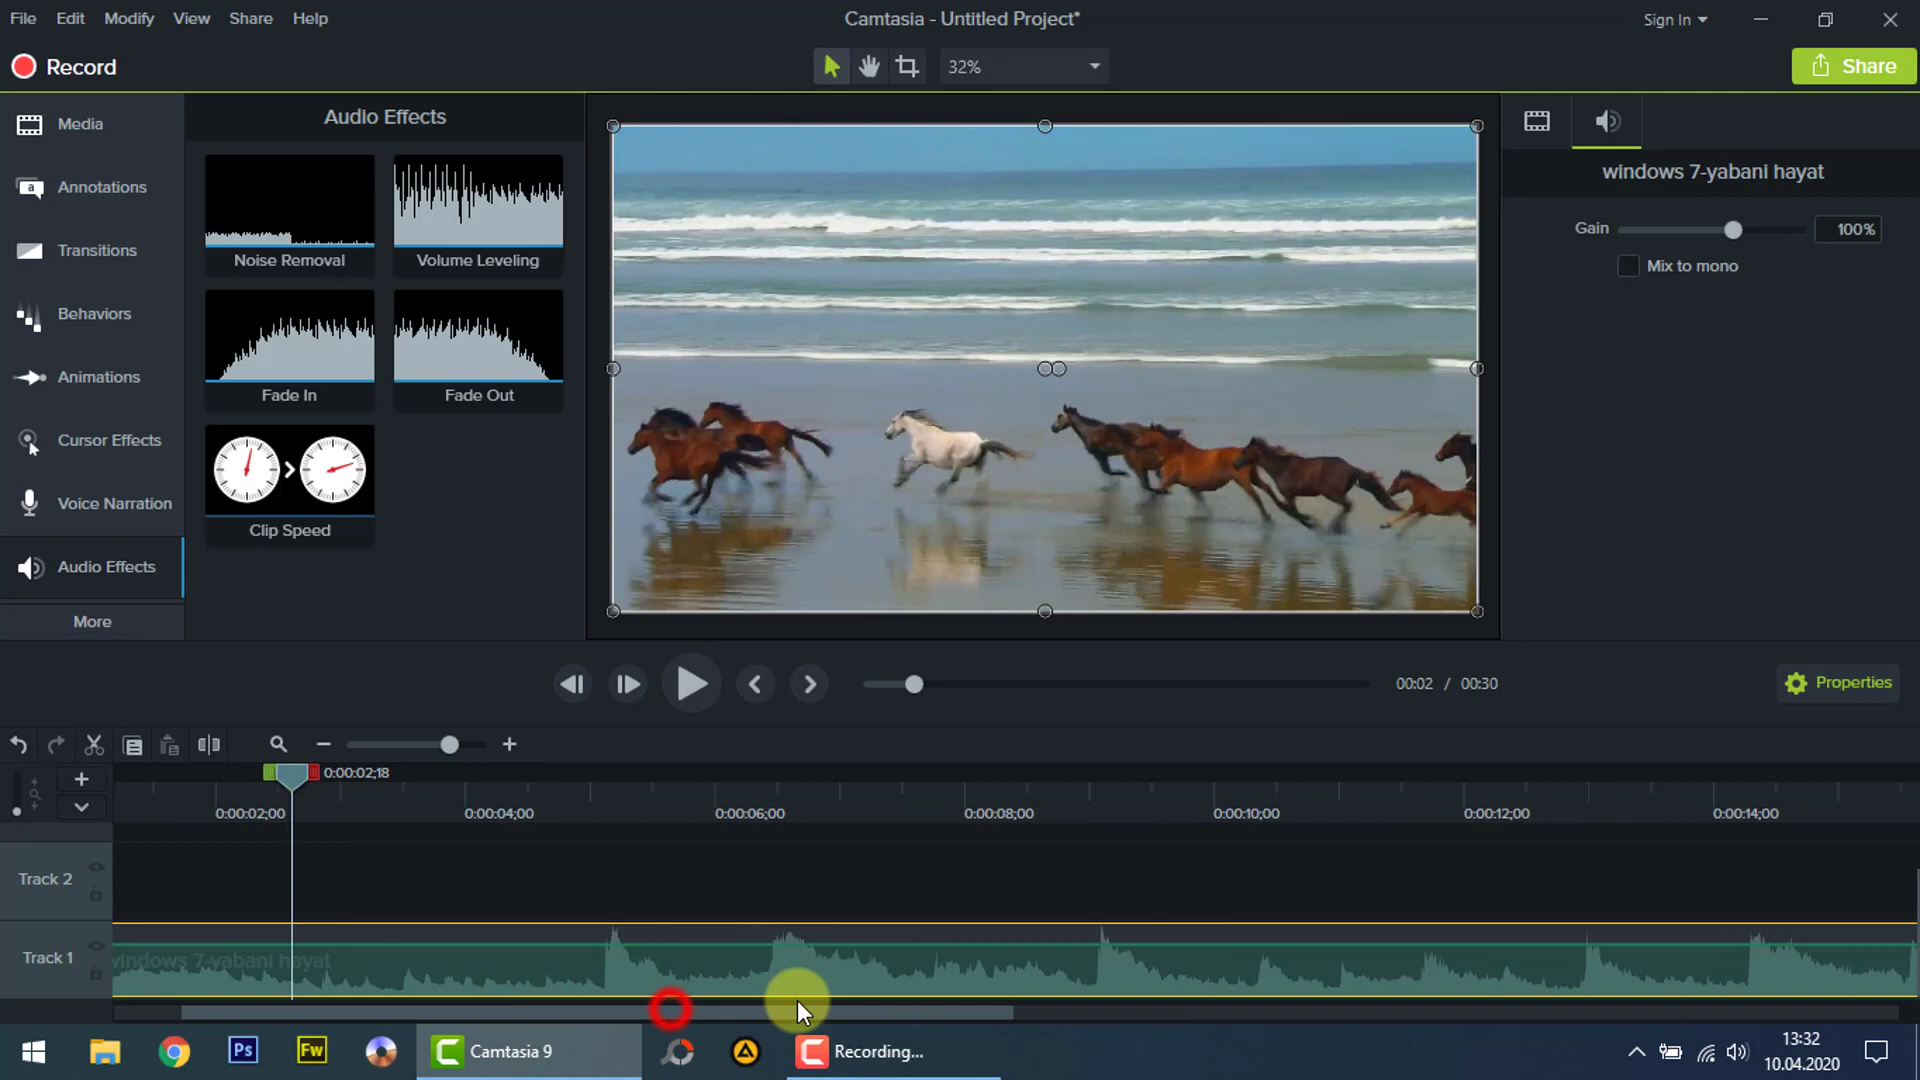 File Edit Modify View Share Help
Camtasia - Untitled Project*
Sign In
Record
32%
Share
Media
Annotations
Transitions
Behaviors
Animations
Cursor Effects
Voice Narration
Audio Effects
More
Audio Effects
Noise Removal
Volume Leveling
Fade In
Fade Out
Clip Speed
windows 7-yabani hayat
Gain
100%
Mix to mono
00:02 / 00:30
Properties
0:00:02;18
0:00:02;00
0:00:04;00
0:00:06;00
0:00:08;00
0:00:10;00
0:00:12;00
0:00:14;00
Track 2
Track 1
windows 7-yabani hayat
Ps
Fw
Camtasia 9
Recording...
13:32
10.04.2020